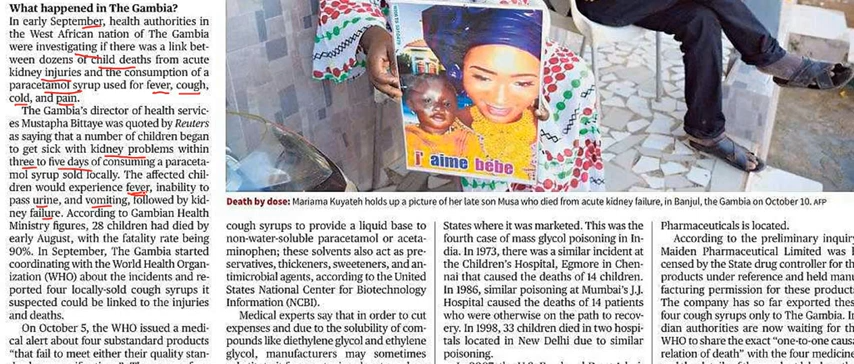 What happened in The Gambia?
In early September, health authorities in
the West African nation of The Gambia
were investigating if there was a link bet-
ween dozens of child deaths from acute
kidney injuries and the consumption of a
paracetamol syrup used for fever, cough,
cold, and pain.
The Gambia's director of health servic-
es Mustapha Bittaye was quoted by Reuters
as saying that a number of children began
to get sick with kidney problems within
three to five days of consuming a paraceta-
mol syrup sold locally. The affected chil-
dren would experience fever, inability to
pass urine, and vomiting, followed by kid-
ney failure. According to Gambian Health
Ministry figures, 28 children had died by
early August, with the fatality rate being
90%. In September, The Gambia started
coordinating with the World Health Organ-
ization (WHO) about the incidents and re-
ported four locally-sold cough syrups it
suspected could be linked to the injuries
and deaths.
On October 5, the WHO issued a medi-
cal alert about four substandard products
"that fail to meet either their quality stan-
j' aime bébé
Death by dose: Mariama Kuyateh holds up a picture of her late son Musa who died from acute kidney failure, in Banjul, the Gambia on October 10. AFP
cough syrups to provide a liquid base to
non-water-soluble paracetamol or aceta-
minophen; these solvents also act as pre-
servatives, thickeners, sweeteners, and an-
timicrobial agents, according to the United
States National Center for Biotechnology
Information (NCBI).
Medical experts say that in order to cut
expenses and due to the solubility of com-
pounds like diethylene glycol and ethylene
glycol, manufacturers may sometimes
States where it was marketed. This was the
fourth case of mass glycol poisoning in In-
dia. In 1973, there was a similar incident at
the Children's Hospital, Egmore in Chen-
nai that caused the deaths of 14 children.
In 1986, similar poisoning at Mumbai's J.J.
Hospital caused the deaths of 14 patients
who were otherwise on the path to recov-
ery. In 1998, 33 children died in two hospi-
tals located in New Delhi due to similar
poisoning.
Pharmaceuticals is located.
According to the preliminary inquiry
Maiden Pharmaceutical Limited was
censed by the State drug controller for th
products under reference and held manu
facturing permission for these product
The company has so far exported thes
four cough syrups only to The Gambia. In
dian authorities are now waiting for th
WHO to share the exact "one-to-one caus
relation of death" with the said medic